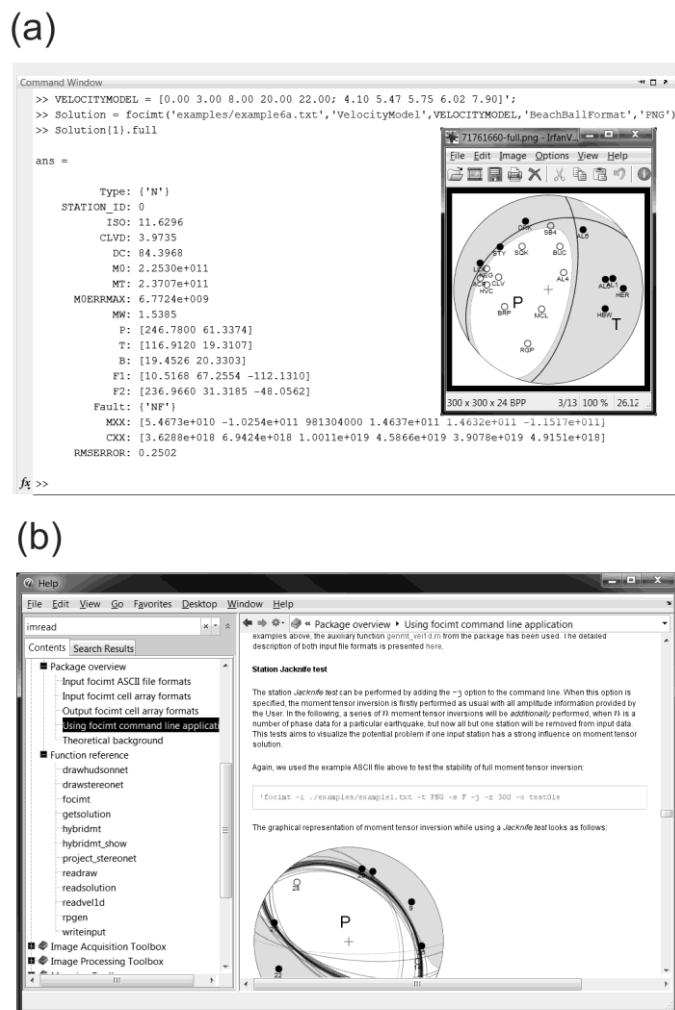 (a)
Command Window
>> VELOCITYMODEL = [0.00 3.00 8.00 20.00 22.00; 4.10 5.47 5.75 6.02 7.90]';
>> Solution = focimt('examples/example6a.txt','VelocityModel',VELOCITYMODEL,'BeachBallFormat','PNG')
>> Solution{1}.full
ans =
Type: {'N'}
STATION_ID: 0
ISO: 11.6296
CLVD: 3.9735
DC: 84.3968
M0: 2.2530e+011
MT: 2.3707e+011
M0ERRMAX: 6.7724e+009
MW: 1.5385
P: [246.7800 61.3374]
T: [116.9120 19.3107]
B: [19.4526 20.3303]
F1: [10.5168 67.2554 -112.1310]
F2: [236.9660 31.3185 -48.0562]
Fault: {'NF'}
MXX: [5.4673e+010 -1.0254e+011 981304000 1.4637e+011 1.4632e+011 -1.1517e+011]
CXX: [3.6288e+018 6.9424e+018 1.0011e+019 4.5866e+019 3.9078e+019 4.9151e+018]
RMSERROR: 0.2502
fx >>
71761660-full.png - IrfanV...
File Edit Image Options View Help
SB4
STY SQK BUC
CLV AL4
HVC
HER
P
BRP MCL HBW
T
RGP
300 x 300 x 24 BPP 3/13 100 % 26.12
(b)
Help
File Edit View Go Favorites Desktop Window Help
imread
Contents Search Results
Package overview
Input focimt ASCII file formats
Input focimt cell array formats
Output focimt cell array formats
Using focimt command line applicati
Theoretical background
Function reference
drawhudsonnet
drawstereonet
focimt
getsolution
hybridmt
hybridmt_show
project_stereonet
readraw
readsolution
readvel1d
rpgen
writeinput
Image Acquisition Toolbox
Image Processing Toolbox
« Package overview Using focimt command line application
examples above, the auxiliary function genmt_vel1d.m from the package has been used. The detailed
description of both input file formats is presented here.
Station Jacknife test
The station Jacknife test can be performed by adding the -j option to the command line. When this option is
specified, the moment tensor inversion is firstly performed as usual with all amplitude information provided by
the User. In the following, a series of n moment tensor inversions will be additionally performed, when n is a
number of phase data for a particular earthquake, but now all but one station will be removed from input data.
This tests aims to visualize the potential problem if one input station has a strong influence on moment tensor
solution.
Again, we used the example ASCII file above to test the stability of full moment tensor inversion:
!focimt -i ./examples/example1.txt -t PNG -s F -j -z 300 -o test01s
The graphical representation of moment tensor inversion while using a Jacknife test looks as follows:
P
9
22